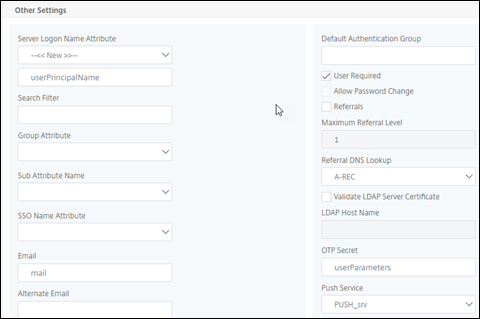 Other Settings
Server Logon Name Attribute
--<< New >>--
userPrincipalName
Search Filter
Group Attribute
Sub Attribute Name
SSO Name Attribute
Email
mail
Alternate Email
Default Authentication Group
User Required
Allow Password Change
Referrals
Maximum Referral Level
1
Referral DNS Lookup
A-REC
Validate LDAP Server Certificate
LDAP Host Name
OTP Secret
userParameters
Push Service
PUSH_srv